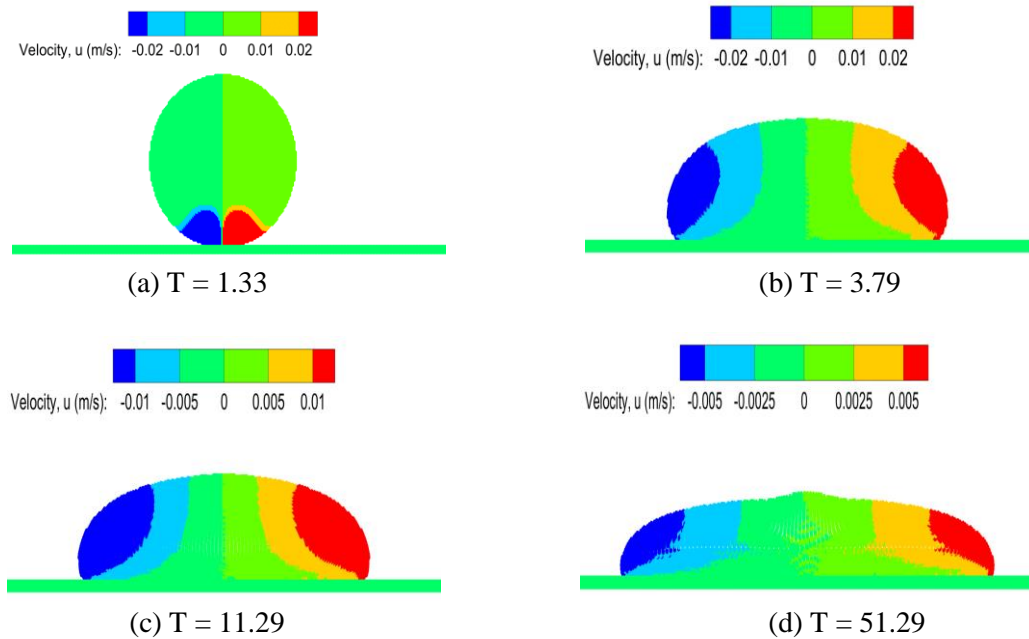 Velocity, u (m/s): -0.02 -0.01 0 0.01 0.02
(a) T = 1.33
Velocity, u (m/s): -0.02 -0.01 0 0.01 0.02
(b) T = 3.79
Velocity, u (m/s): -0.01 -0.005 0 0.005 0.01
(c) T = 11.29
Velocity, u (m/s): -0.005 -0.0025 0 0.0025 0.005
(d) T = 51.29